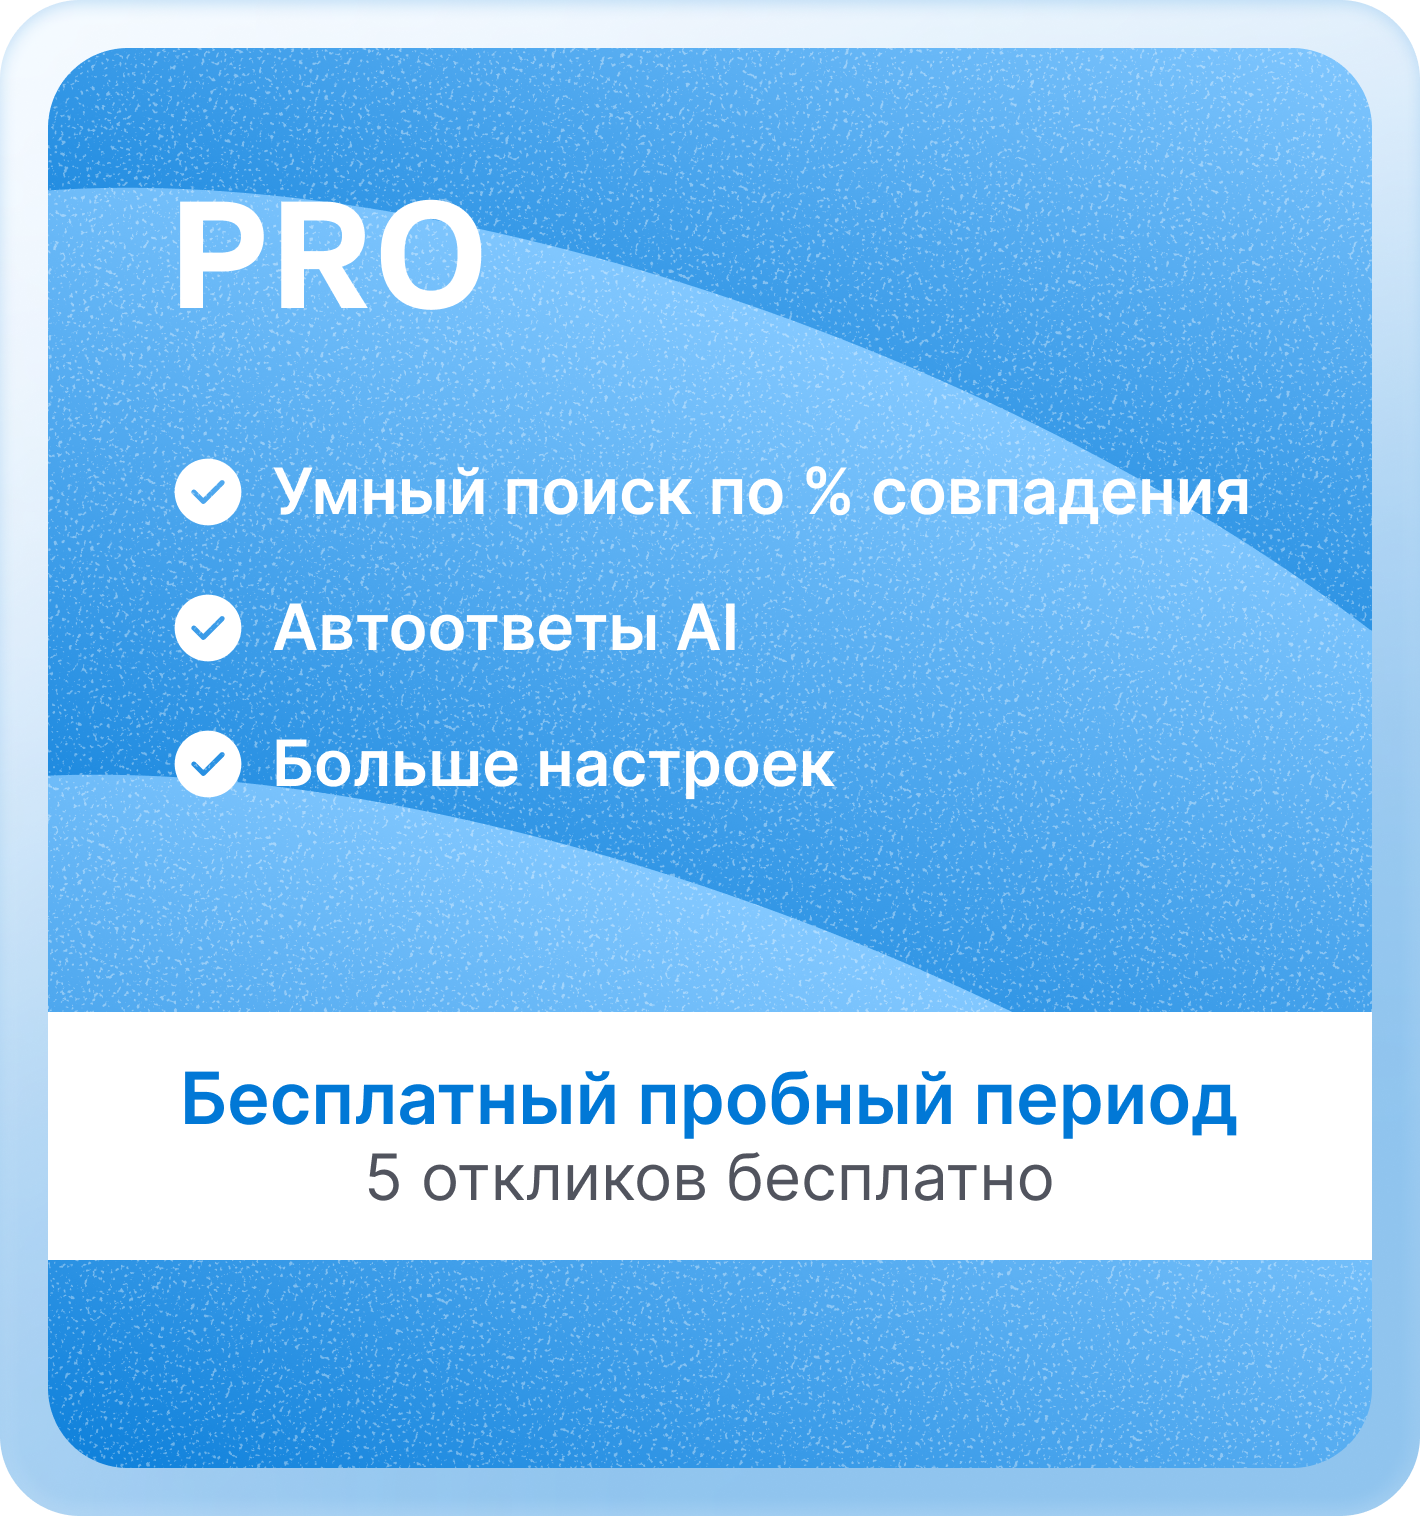 PRO
Умный поиск по % совпадения
Автоответы AI
Больше настроек
Бесплатный пробный период
5 откликов бесплатно